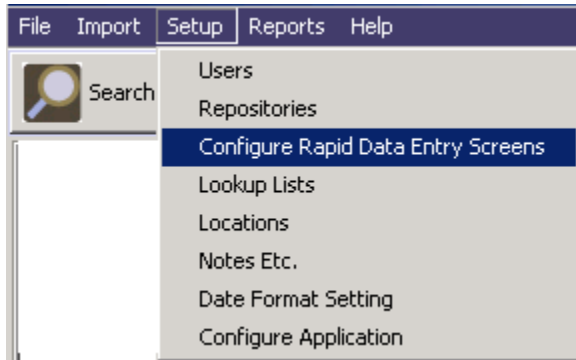 File Import Setup Reports Help
Search
Users
Repositories
Configure Rapid Data Entry Screens
Lookup Lists
Locations
Notes Etc.
Date Format Setting
Configure Application